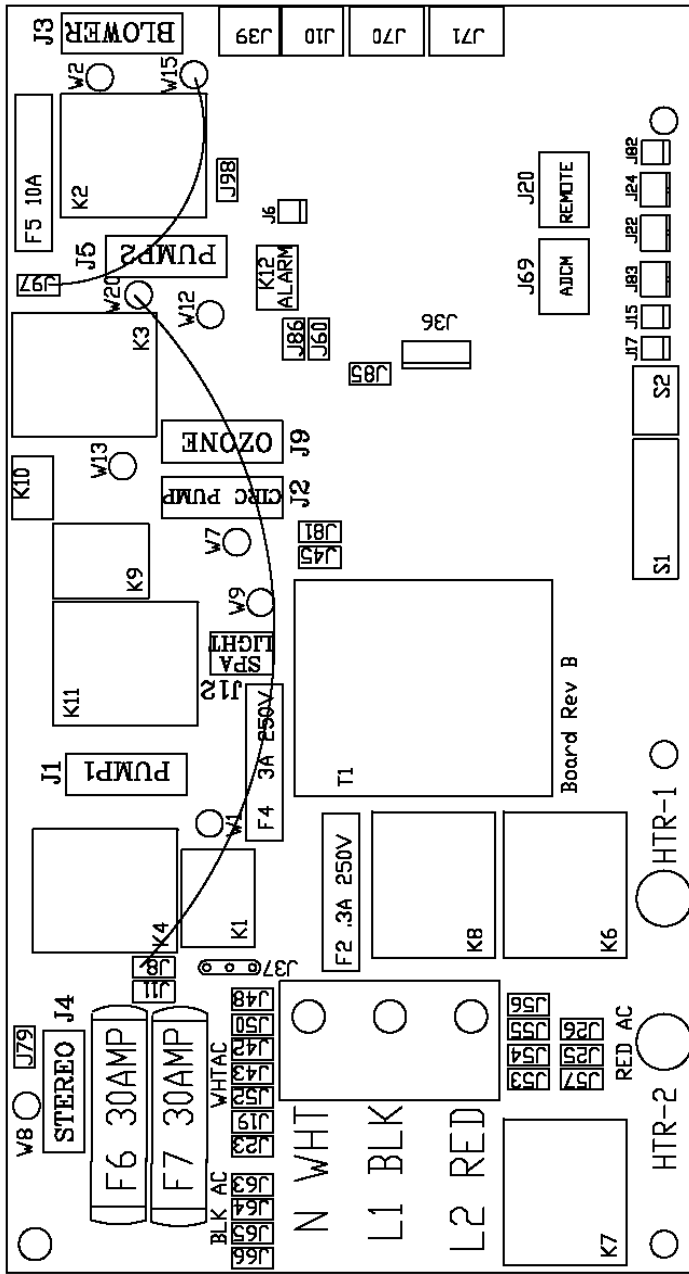 J3
BLOWER
J39
J10
J70
J71
W2
W15
F5 10A
K2
J98
J6
J82
J24
J22
J83
J15
J17
J20
REMOTE
J69
ADCM
J5
PUMP2
K12
ALARM
J97
W20
W12
K3
J86
J60
J36
J85
S2
S1
K10
W13
OZONE
J9
CIRC PUMP
J2
K9
W7
J81
J45
W9
K11
SPA
LIGHT
J12
F4 3A 250V
T1
Board Rev B
J1
PUMP1
W1
K4
K1
F2 .3A 250V
K8
K6
HTR-1
J8
J11
J37
J4
J79
STEREO
W8
F6 30AMP
F7 30AMP
WHTAC
J48
J50
J42
J43
J52
J19
J23
BLK AC
J63
J64
J65
J66
N WHT
L1 BLK
L2 RED
J56
J55
J54
J53
J26
J25
J57
RED AC
HTR-2
K7